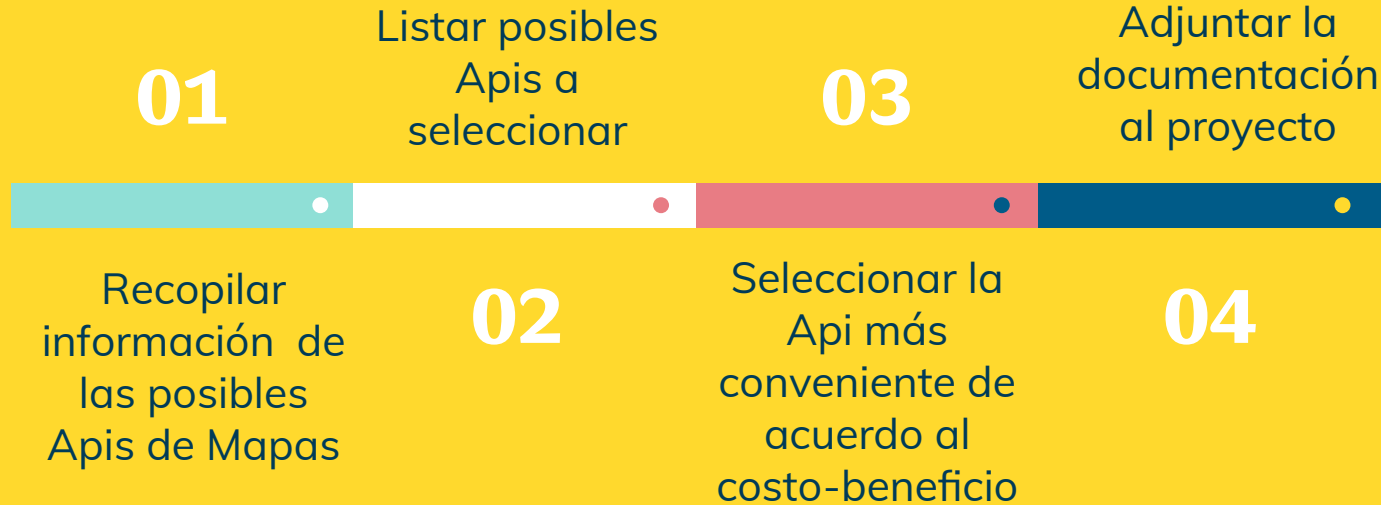 01
Recopilar
información  de
las posibles
Apis de Mapas
Listar posibles
Apis a
seleccionar
02
03
Seleccionar la
Api más
conveniente de
acuerdo al
costo-beneficio
Adjuntar la
documentación
al proyecto
04